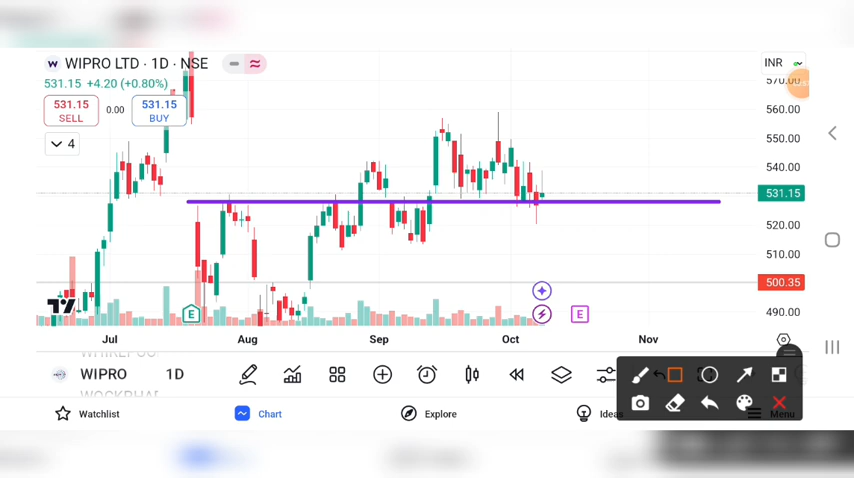 W WIPRO LTD · 1D · NSE
INR
531.15 +4.20 (+0.80%)
570.00
531.15
SELL
0.00
531.15
BUY
4
560.00
550.00
540.00
531.15
520.00
510.00
500.35
490.00
E
E
Jul
Aug
Sep
Oct
Nov
WIPRO
1D
Watchlist
Chart
Explore
Ideas
Menu